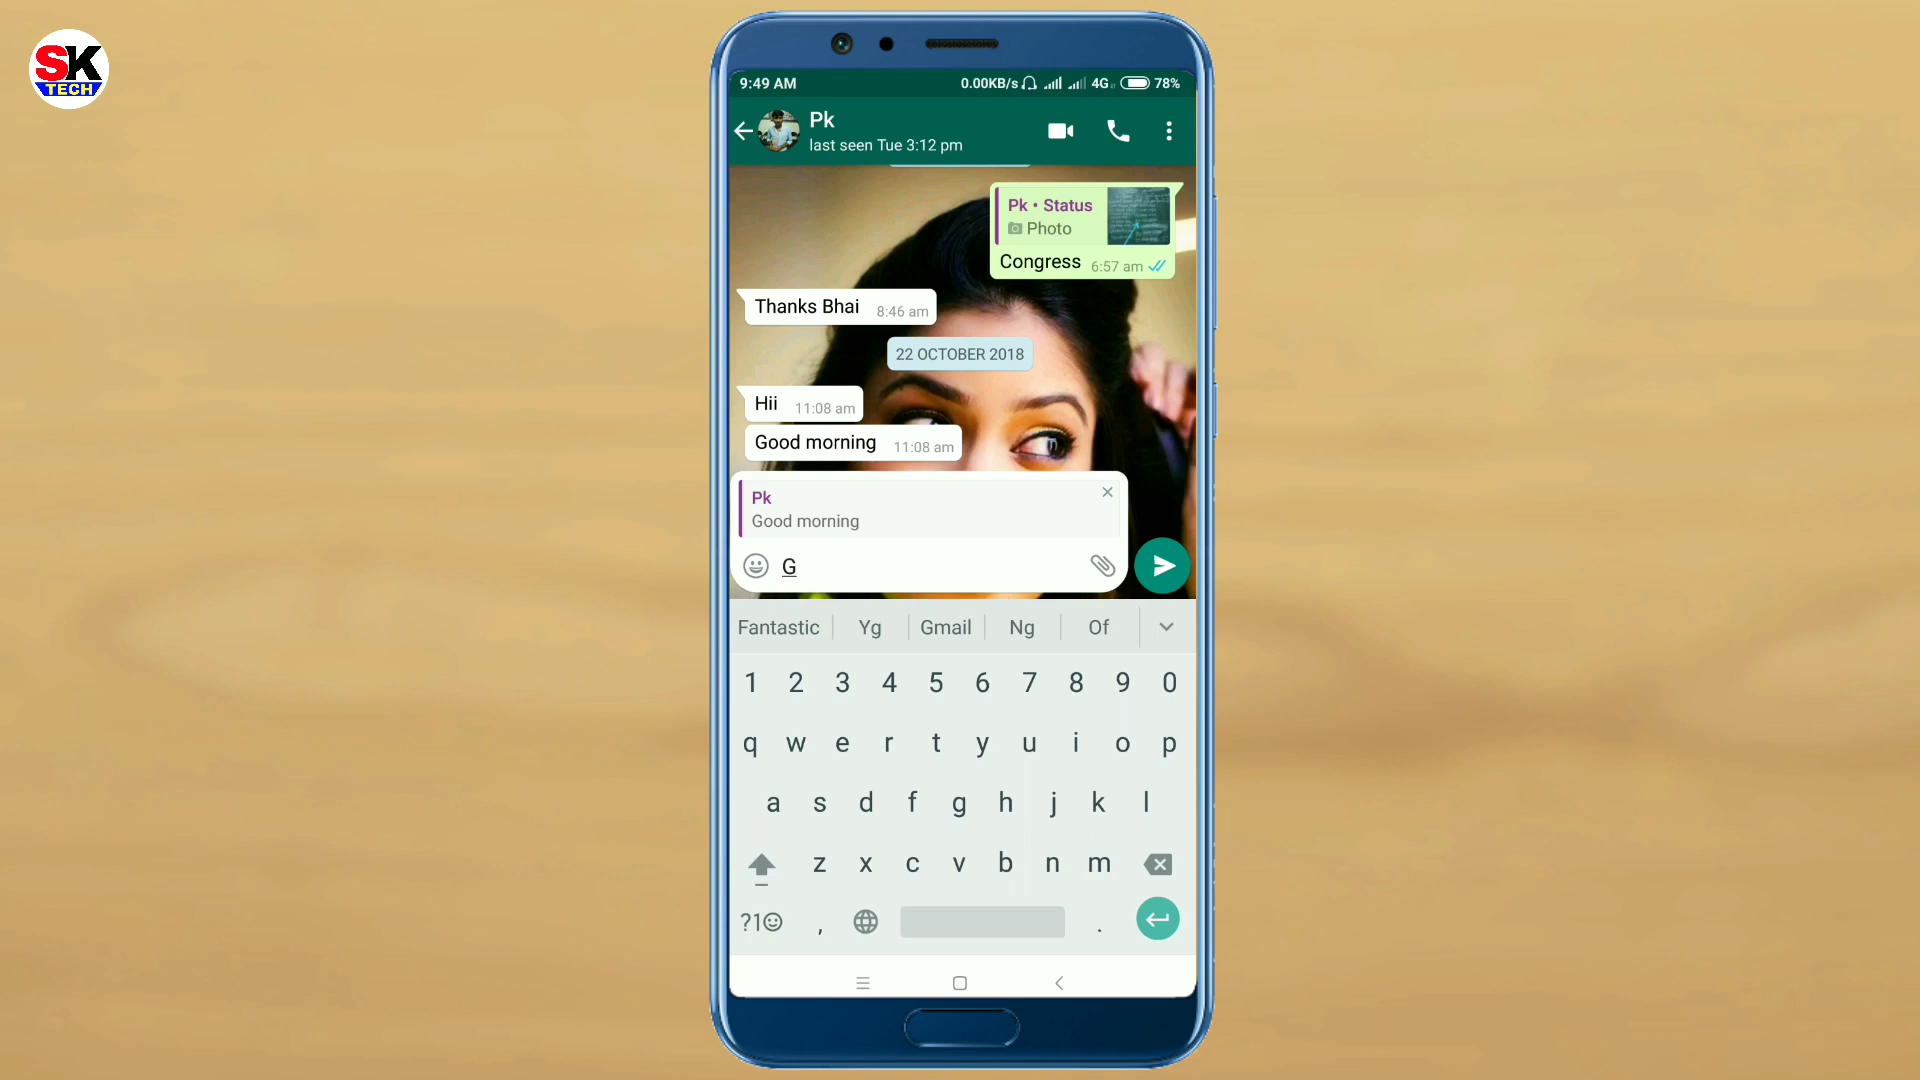 SK
TECH
9:49 AM
0.00KB/s 4G 78%
Pk
last seen Tue 3:12 pm
Pk • Status
Photo
Congress 6:57 am
Thanks Bhai 8:46 am
22 OCTOBER 2018
Hii 11:08 am
Good morning 11:08 am
Pk
Good morning
G
Fantastic Yg Gmail Ng Of
1 2 3 4 5 6 7 8 9 0
q w e r t y u i o p
a s d f g h j k l
z x c v b n m
?1☺ , .